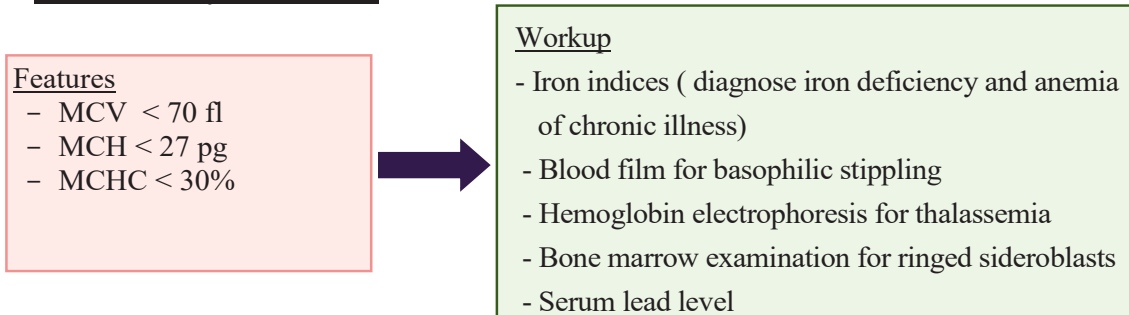 Features
– MCV < 70 fl
– MCH < 27 pg
– MCHC < 30%
Workup
- Iron indices ( diagnose iron deficiency and anemia
of chronic illness)
- Blood film for basophilic stippling
- Hemoglobin electrophoresis for thalassemia
- Bone marrow examination for ringed sideroblasts
- Serum lead level